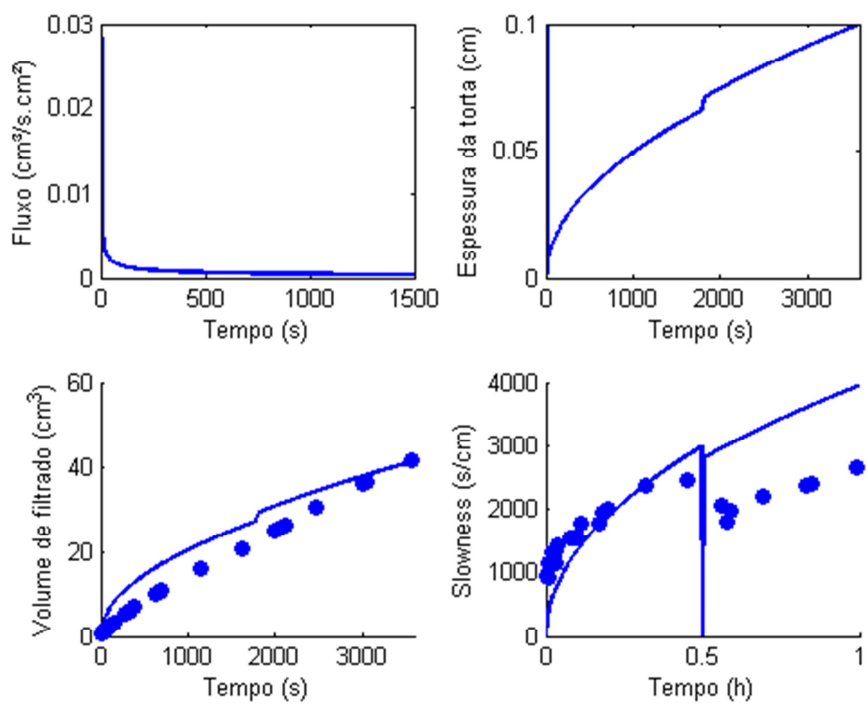 Fluxo (cm³/s.cm²)
0.03
0.02
0.01
0
0 500 1000 1500
Tempo (s)
Espessura da torta (cm)
0.1
0.05
0
0 1000 2000 3000
Tempo (s)
Volume de filtrado (cm³)
60
40
20
0
0 1000 2000 3000
Tempo (s)
Slowness (s/cm)
4000
3000
2000
1000
0
0 0.5 1
Tempo (h)